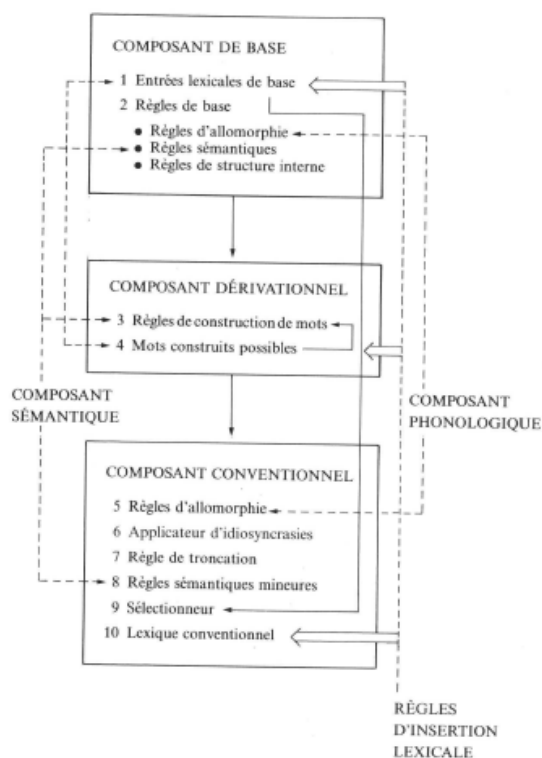 COMPOSANT DE BASE
1 Entrées lexicales de base
2 Règles de base
• Règles d'allomorphie
• Règles sémantiques
• Règles de structure interne
COMPOSANT DÉRIVATIONNEL
3 Règles de construction de mots
4 Mots construits possibles
COMPOSANT
SÉMANTIQUE
COMPOSANT
PHONOLOGIQUE
COMPOSANT CONVENTIONNEL
5 Règles d'allomorphie
6 Applicateur d'idiosyncrasies
7 Règle de troncation
8 Règles sémantiques mineures
9 Sélectionneur
10 Lexique conventionnel
RÈGLES
D'INSERTION
LEXICALE